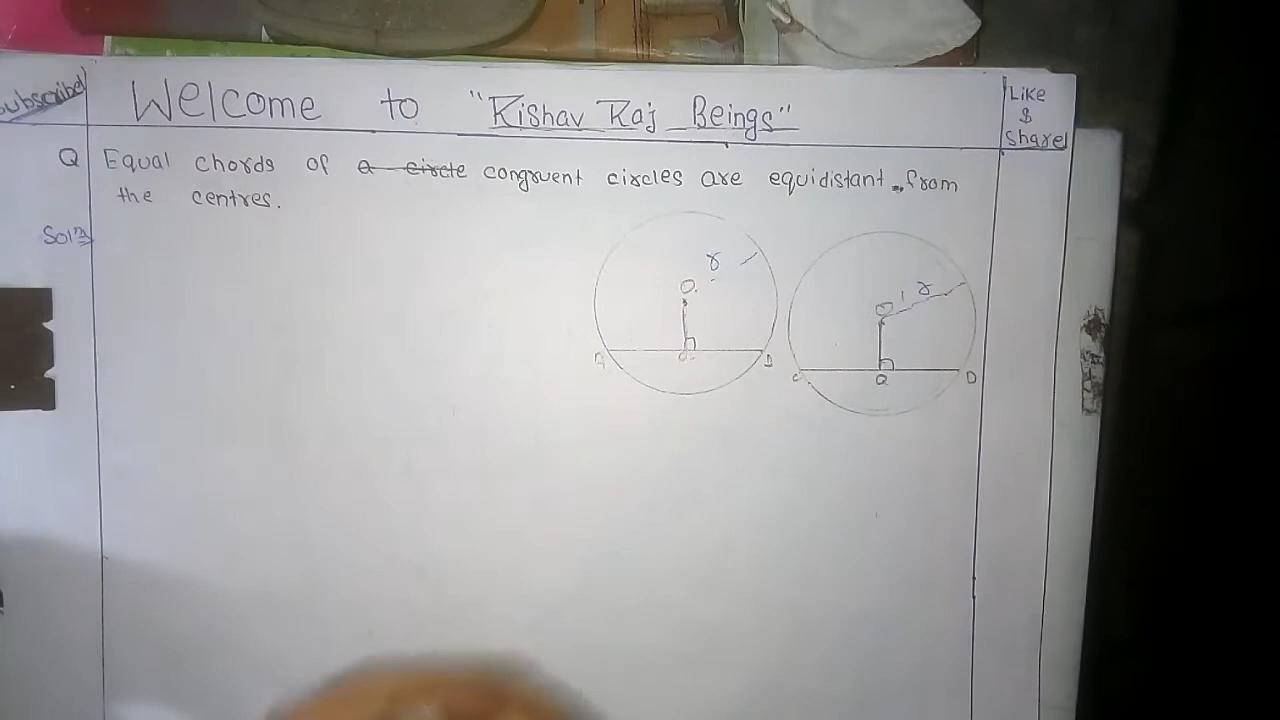 Subscribe!
Welcome to "Rishav Raj Beings"
Like
&
Share!
Q Equal chords of a circle congruent circles are equidistant from
the centres.
Solⁿ
r
O
A
B
O' r
C
Q
D